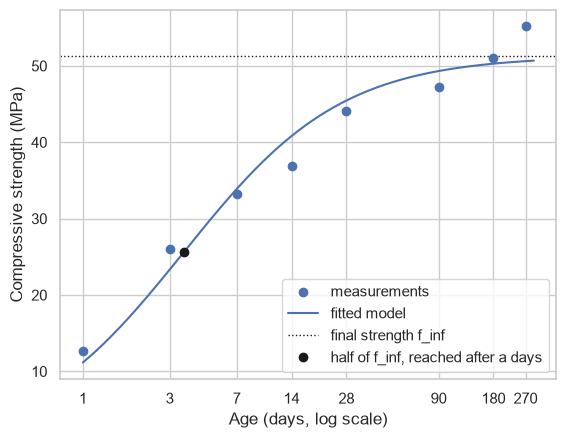 Compressive strength (MPa)
50
40
30
20
10
measurements
fitted model
final strength f_inf
half of f_inf, reached after a days
1 3 7 14 28 90 180 270
Age (days, log scale)